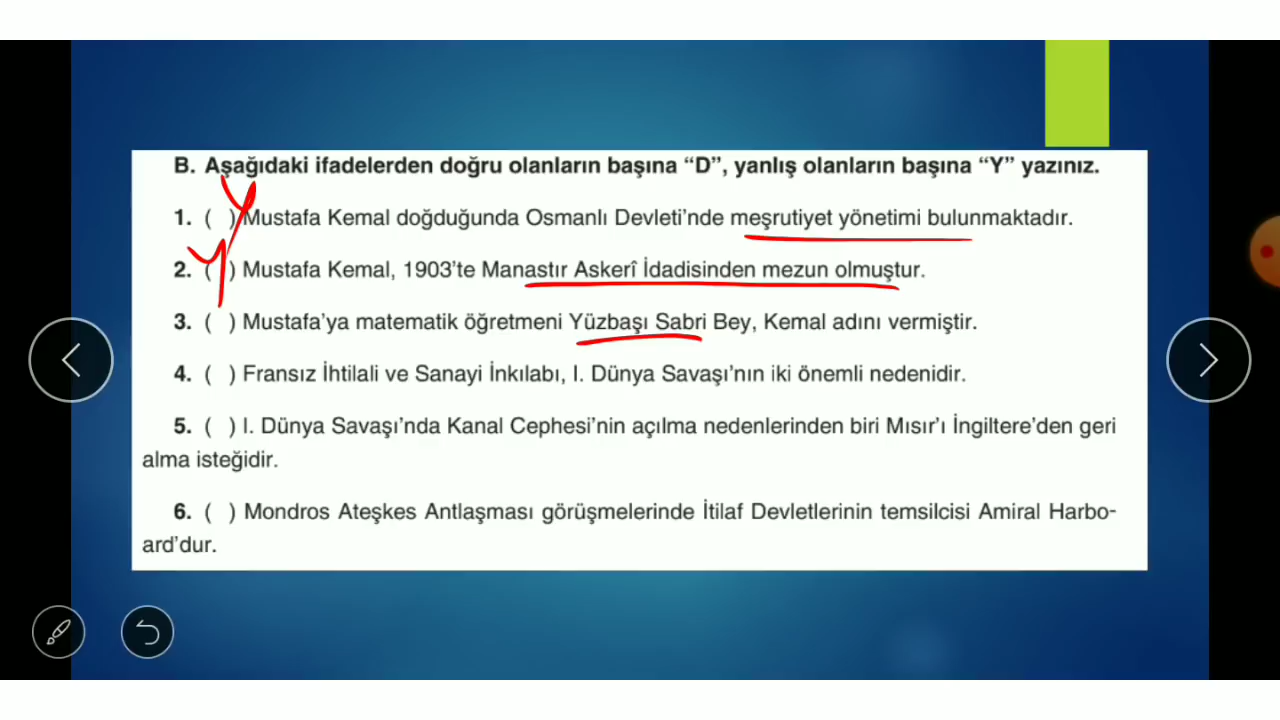 B. Aşağıdaki ifadelerden doğru olanların başına “D”, yanlış olanların başına “Y” yazınız.
Y
1. ( ) Mustafa Kemal doğduğunda Osmanlı Devleti’nde meşrutiyet yönetimi bulunmaktadır.
Y
2. ( ) Mustafa Kemal, 1903’te Manastır Askerî İdadisinden mezun olmuştur.
3. ( ) Mustafa’ya matematik öğretmeni Yüzbaşı Sabri Bey, Kemal adını vermiştir.
4. ( ) Fransız İhtilali ve Sanayi İnkılabı, I. Dünya Savaşı’nın iki önemli nedenidir.
5. ( ) I. Dünya Savaşı’nda Kanal Cephesi’nin açılma nedenlerinden biri Mısır’ı İngiltere’den geri
alma isteğidir.
6. ( ) Mondros Ateşkes Antlaşması görüşmelerinde İtilaf Devletlerinin temsilcisi Amiral Harbo-
ard’dur.